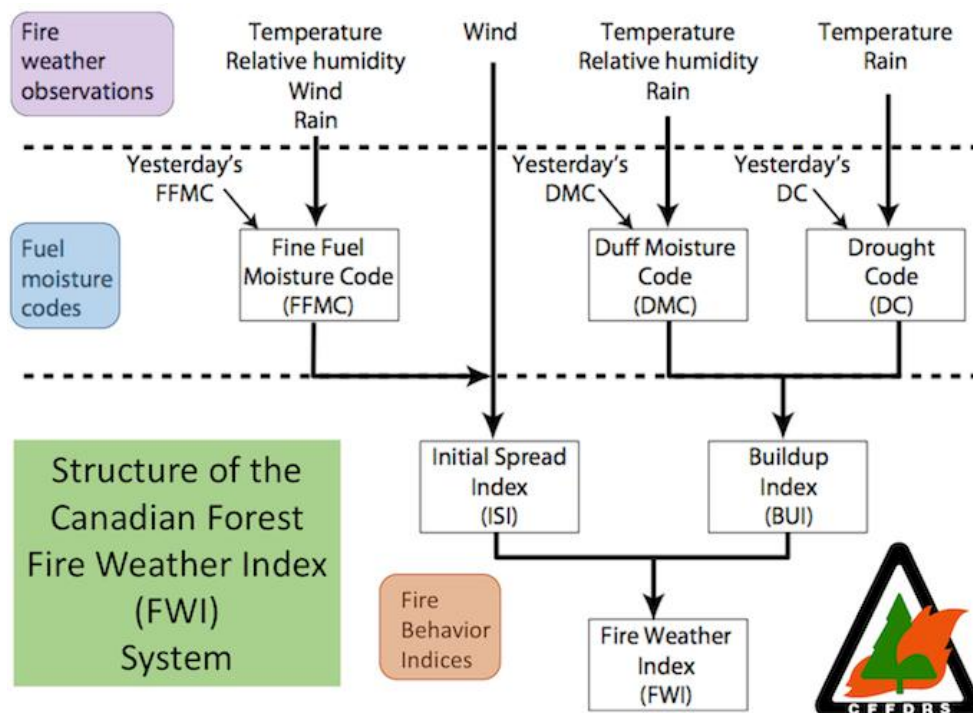 Fire
weather
observations
Temperature
Relative humidity
Wind
Rain
Wind
Temperature
Relative humidity
Rain
Temperature
Rain
Yesterday's
FFMC
Yesterday's
DMC
Yesterday's
DC
Fuel
moisture
codes
Fine Fuel
Moisture Code
(FFMC)
Duff Moisture
Code
(DMC)
Drought
Code
(DC)
Structure of the
Canadian Forest
Fire Weather Index
(FWI)
System
Initial Spread
Index
(ISI)
Buildup
Index
(BUI)
Fire
Behavior
Indices
Fire Weather
Index
(FWI)
CFFDRS